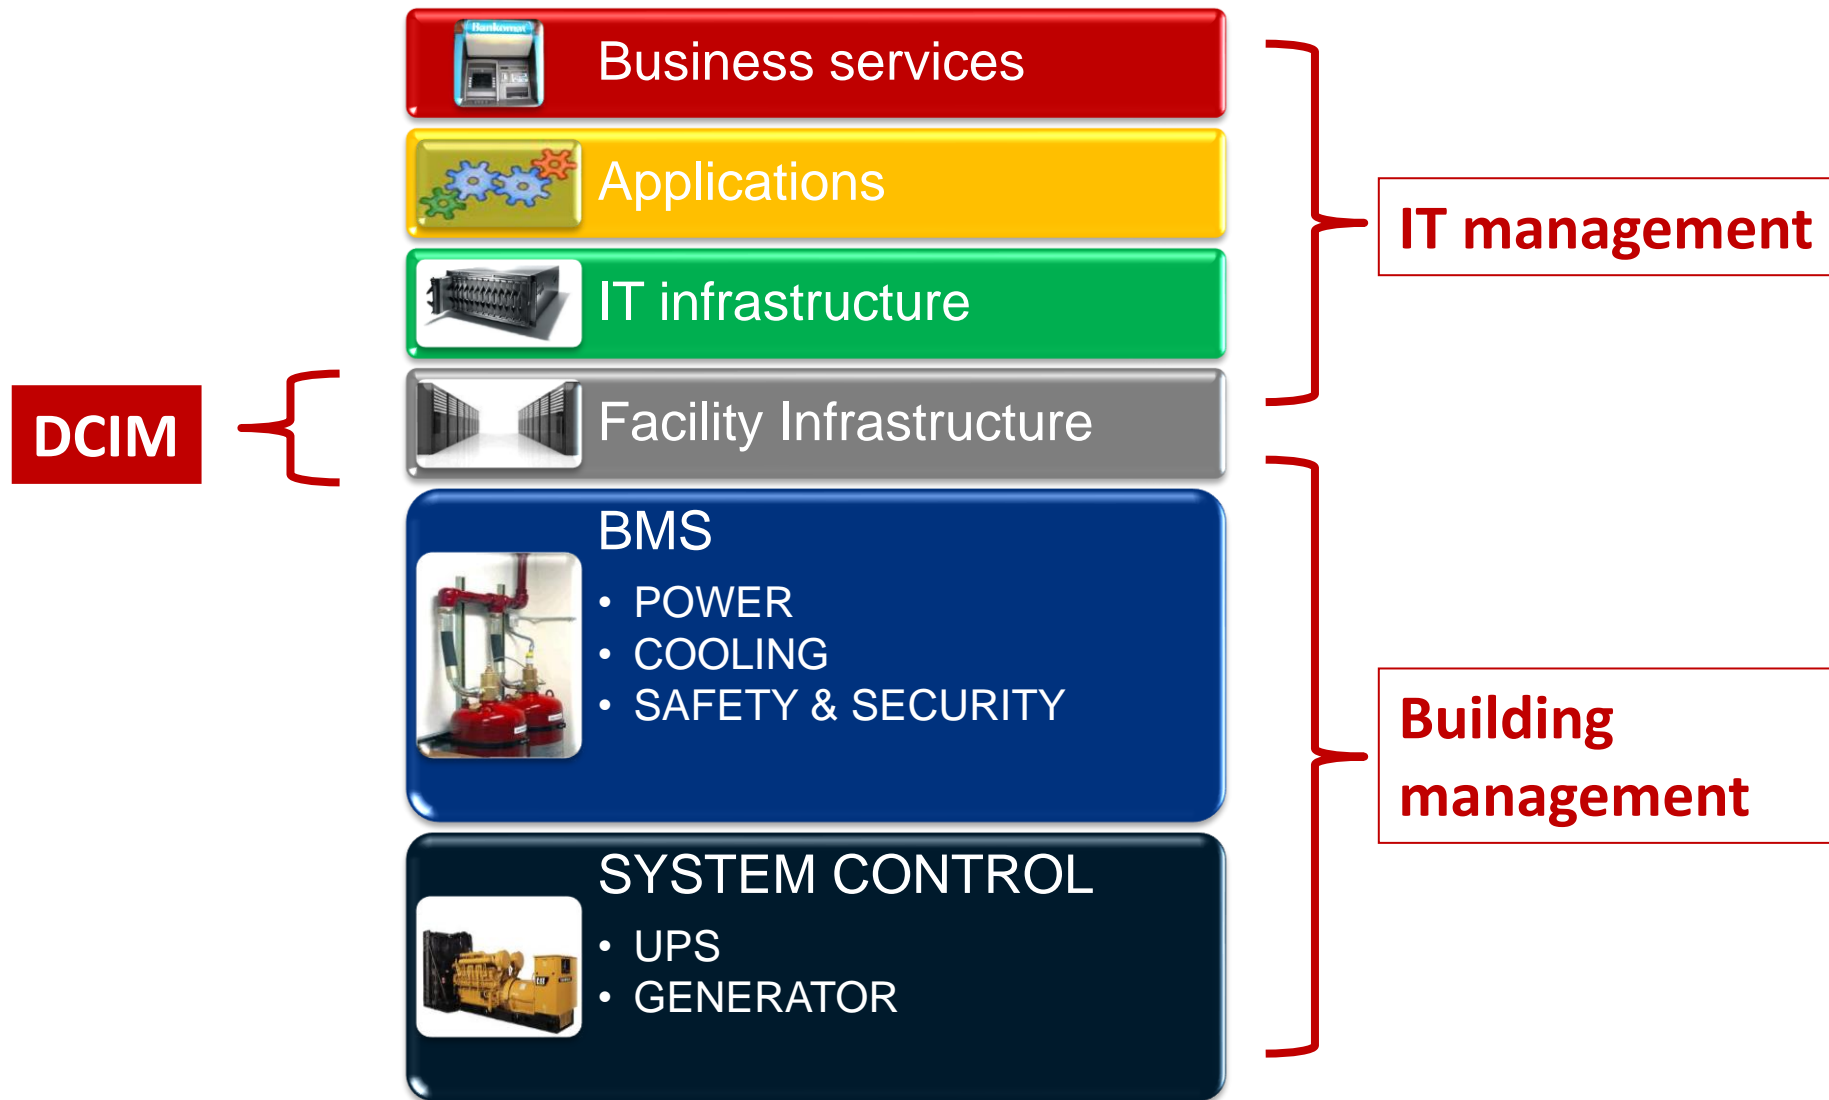 Bankomat
Business services
Applications
IT management
IT infrastructure
DCIM
Facility Infrastructure
BMS
• POWER
• COOLING
• SAFETY & SECURITY
Building
management
SYSTEM CONTROL
• UPS
• GENERATOR